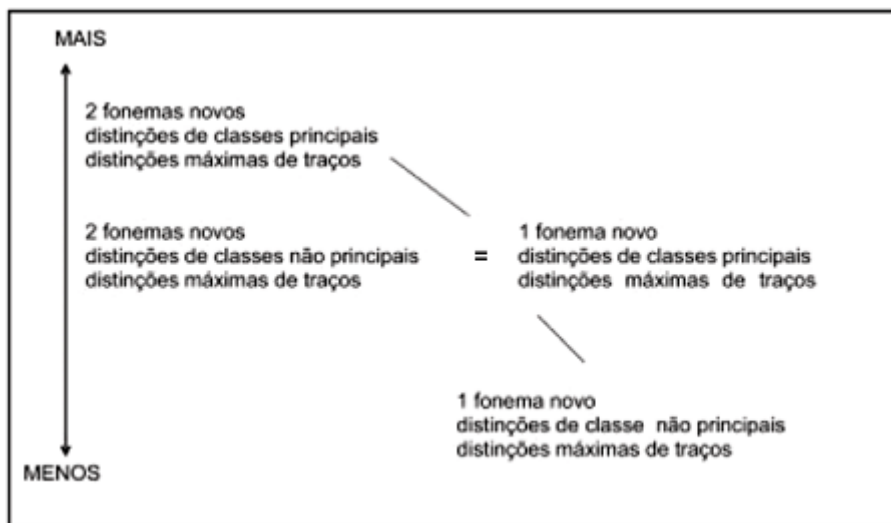 MAIS
2 fonemas novos
distinções de classes principais
distinções máximas de traços
2 fonemas novos
distinções de classes não principais
distinções máximas de traços
=
1 fonema novo
distinções de classes principais
distinções máximas de traços
1 fonema novo
distinções de classe não principais
distinções máximas de traços
MENOS